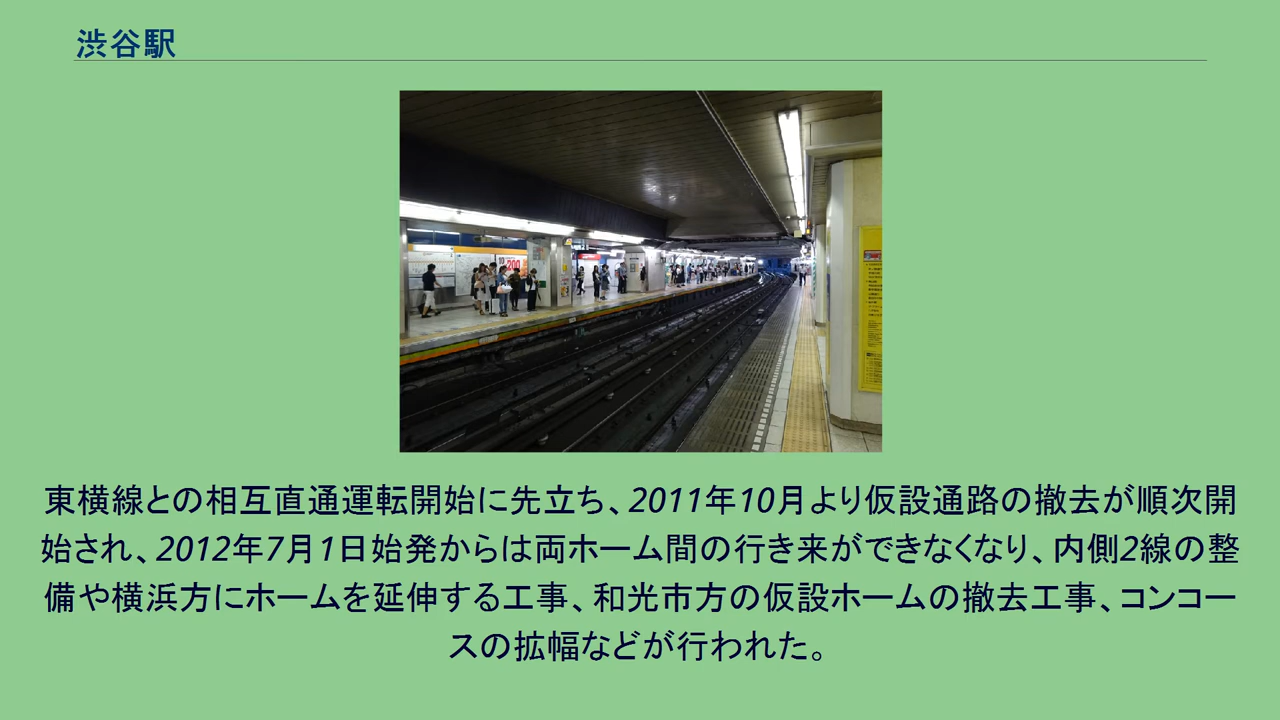 渋谷駅
東横線との相互直通運転開始に先立ち、2011年10月より仮設通路の撤去が順次開
始され、2012年7月1日始発からは両ホーム間の行き来ができなくなり、内側2線の整
備や横浜方にホームを延伸する工事、和光市方の仮設ホームの撤去工事、コンコー
スの拡幅などが行われた。